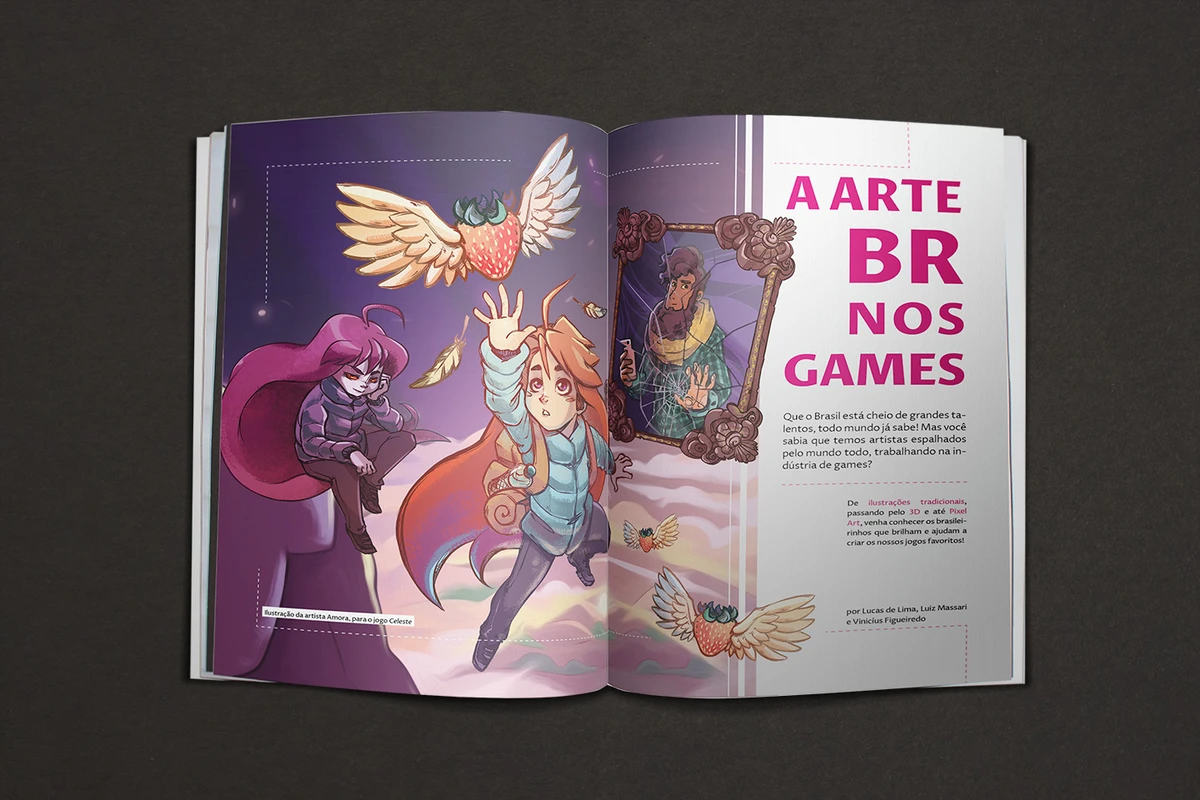 Ilustração da artista Amora, para o jogo Celeste
A ARTE
BR
NOS
GAMES
Que o Brasil está cheio de grandes ta-
lentos, todo mundo já sabe! Mas você
sabia que temos artistas espalhados
pelo mundo todo, trabalhando na in-
dústria de games?
De ilustrações tradicionais,
passando pelo 3D e até Pixel
Art, venha conhecer os brasilei-
rinhos que brilham e ajudam a
criar os nossos jogos favoritos!
por Lucas de Lima, Luiz Massari
e Vinicíus Figueiredo